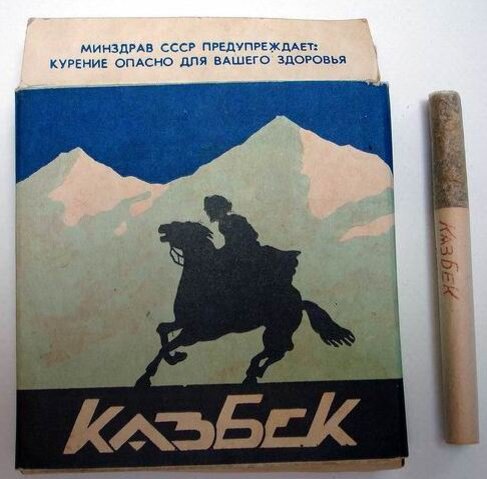 МИНЗДРАВ СССР ПРЕДУПРЕЖДАЕТ:
КУРЕНИЕ ОПАСНО ДЛЯ ВАШЕГО ЗДОРОВЬЯ
КАЗБЕК
КАЗБЕК